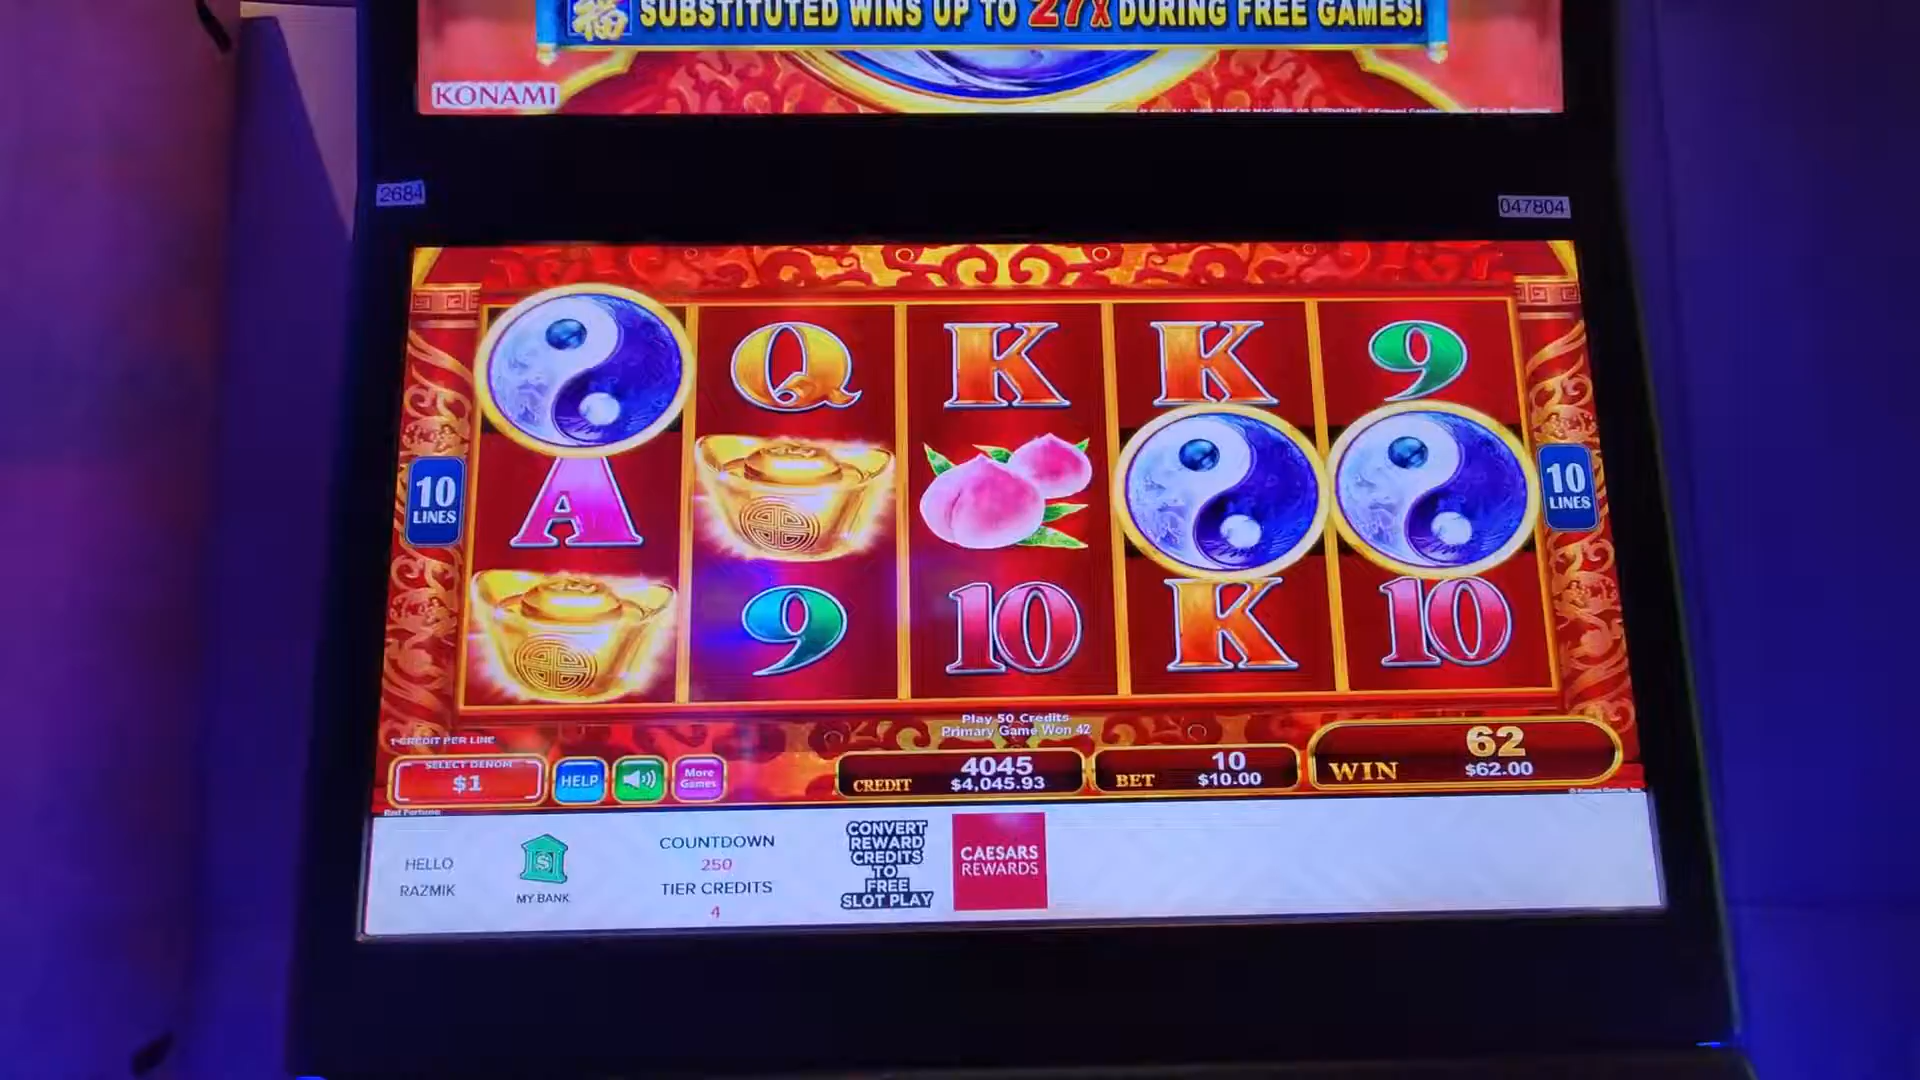 福 SUBSTITUTED WINS UP TO 27X DURING FREE GAMES!
KONAMI
2684
047804
Q K K 9
A
9 10 K 10
10
LINES
10
LINES
Play 50 Credits
Primary Game Won 42
1 CREDIT PER LINE
SELECT DENOM
$1
HELP
More
Games
CREDIT
4045
$4,045.93
BET
10
$10.00
WIN
62
$62.00
Red Fortune
HELLO
RAZMIK
MY BANK
COUNTDOWN
250
TIER CREDITS
4
CONVERT
REWARD
CREDITS
TO
FREE
SLOT PLAY
CAESARS
REWARDS